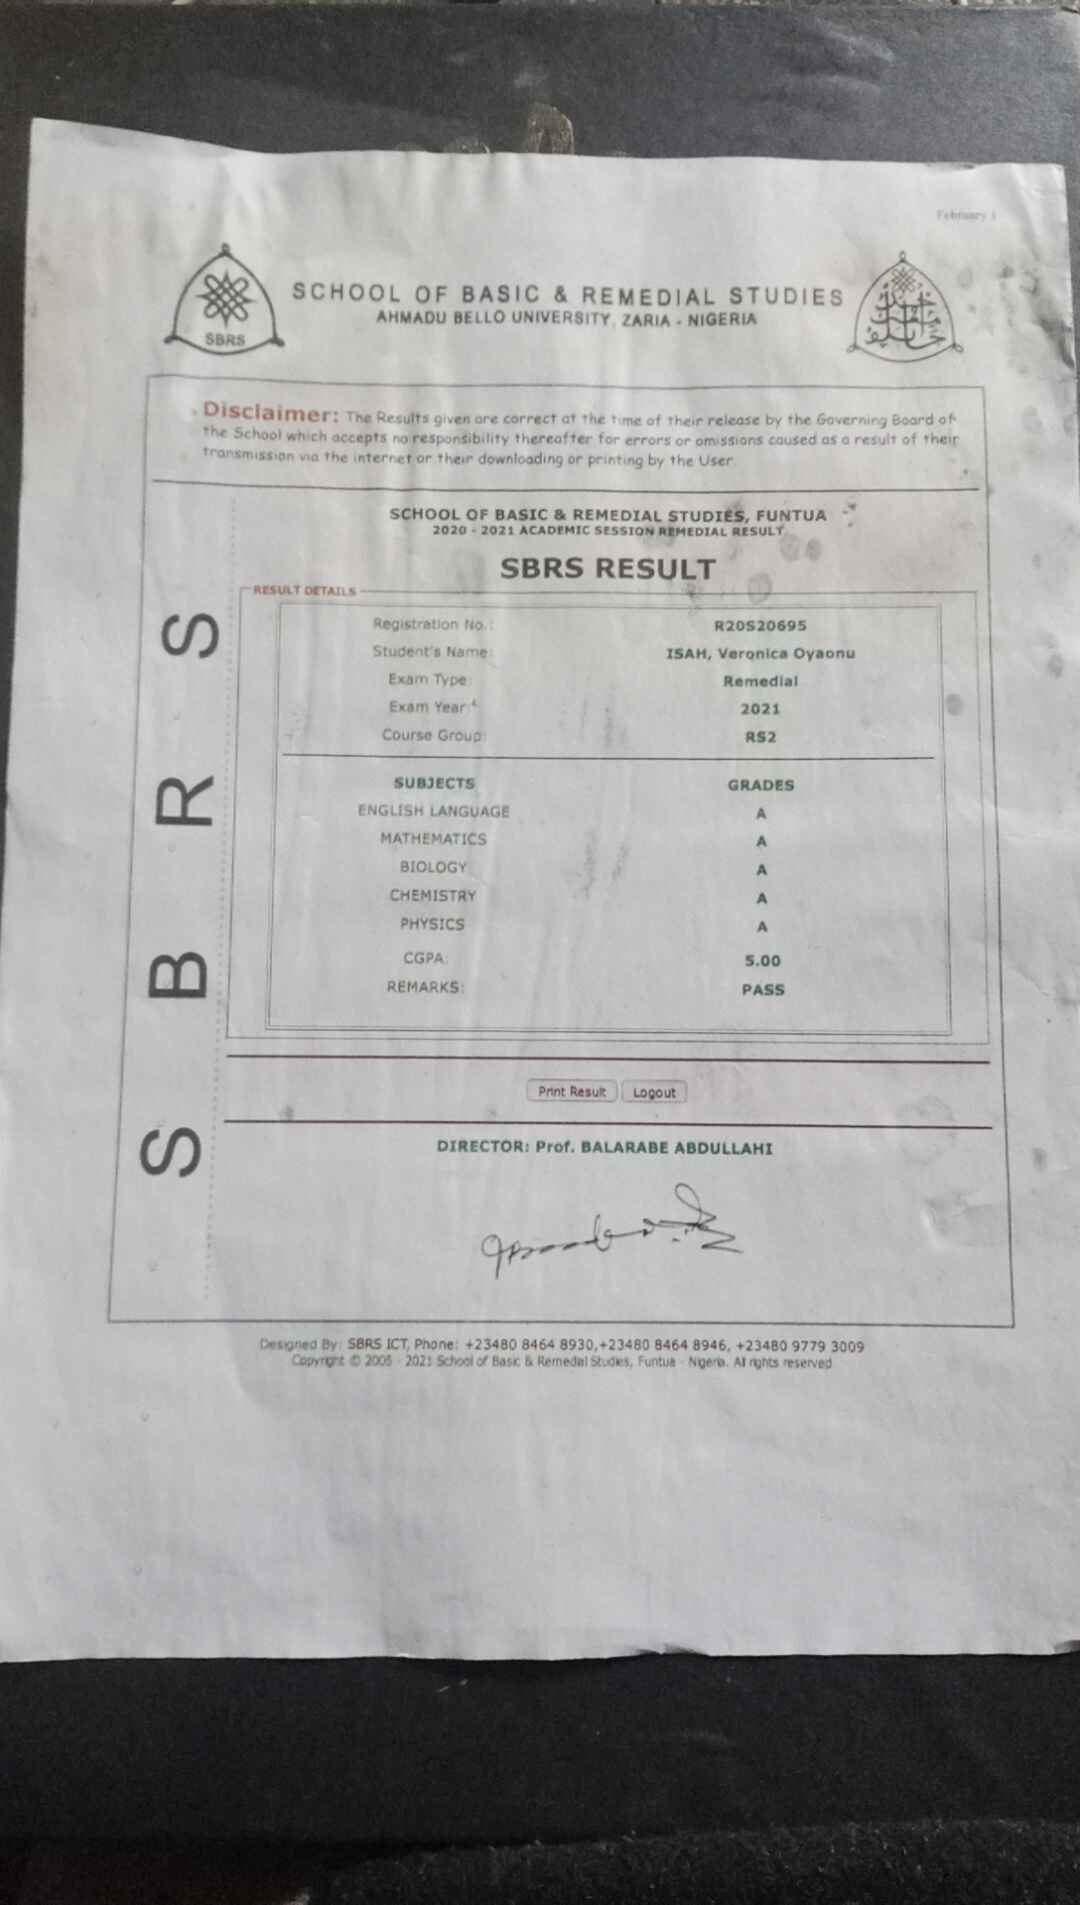 February 1
SCHOOL OF BASIC & REMEDIAL STUDIES
AHMADU BELLO UNIVERSITY, ZARIA - NIGERIA
SBRS
Disclaimer: The Results given are correct at the time of their release by the Governing Board of
the School which accepts no responsibility thereafter for errors or omissions caused as a result of their
transmission via the internet or their downloading or printing by the User.
SCHOOL OF BASIC & REMEDIAL STUDIES, FUNTUA
2020 - 2021 ACADEMIC SESSION REMEDIAL RESULT
SBRS RESULT
RESULT DETAILS
Registration No.: R20S20695
Student's Name: ISAH, Veronica Oyaonu
Exam Type: Remedial
Exam Year: 2021
Course Group: RS2
SUBJECTS GRADES
ENGLISH LANGUAGE A
MATHEMATICS A
BIOLOGY A
CHEMISTRY A
PHYSICS A
CGPA: 5.00
REMARKS: PASS
Print Result Logout
DIRECTOR: Prof. BALARABE ABDULLAHI
SBRS
Designed By: SBRS ICT, Phone: +23480 8464 8930,+23480 8464 8946, +23480 9779 3009
Copyright © 2005 - 2021 School of Basic & Remedial Studies, Funtua - Nigeria. All rights reserved